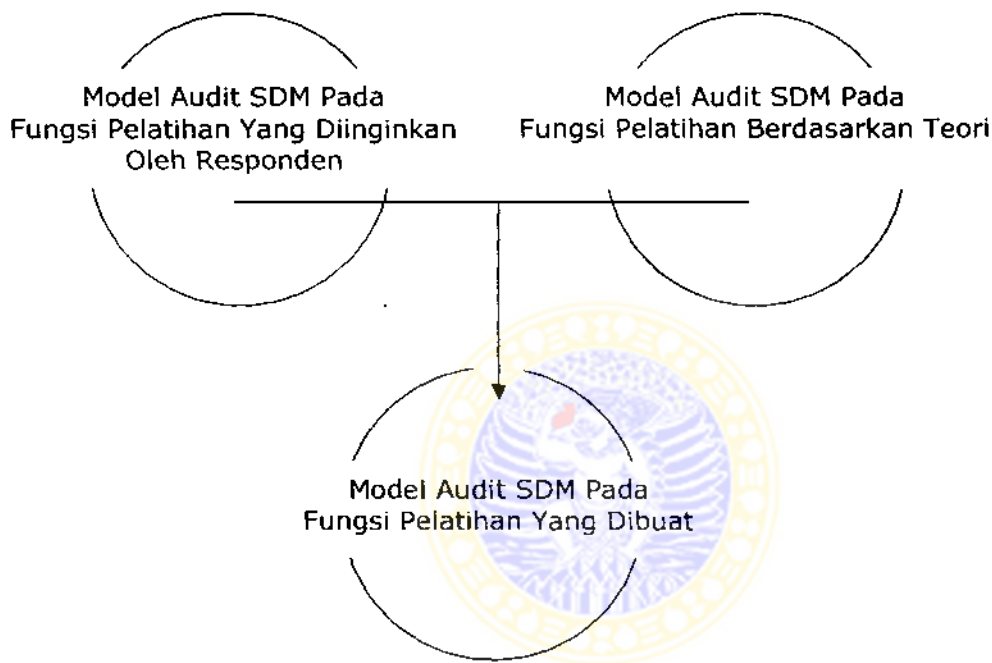 Model Audit SDM Pada
Fungsi Pelatihan Yang Diinginkan
Oleh Responden
Model Audit SDM Pada
Fungsi Pelatihan Berdasarkan Teori
Model Audit SDM Pada
Fungsi Pelatihan Yang Dibuat